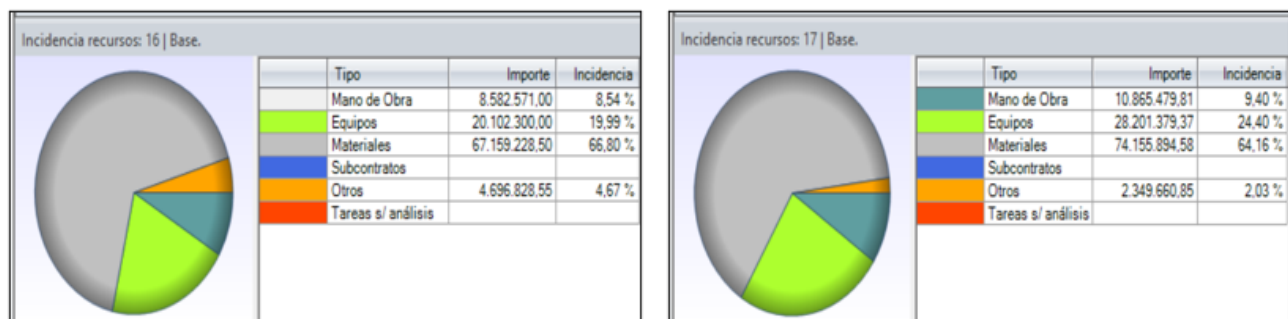 Incidencia recursos: 16 | Base.
Tipo Importe Incidencia
Mano de Obra 8.582.571,00 8,54 %
Equipos 20.102.300,00 19,99 %
Materiales 67.159.228,50 66,80 %
Subcontratos
Otros 4.696.828,55 4,67 %
Tareas s/ análisis
Incidencia recursos: 17 | Base.
Tipo Importe Incidencia
Mano de Obra 10.865.479,81 9,40 %
Equipos 28.201.379,37 24,40 %
Materiales 74.155.894,58 64,16 %
Subcontratos
Otros 2.349.660,85 2,03 %
Tareas s/ análisis